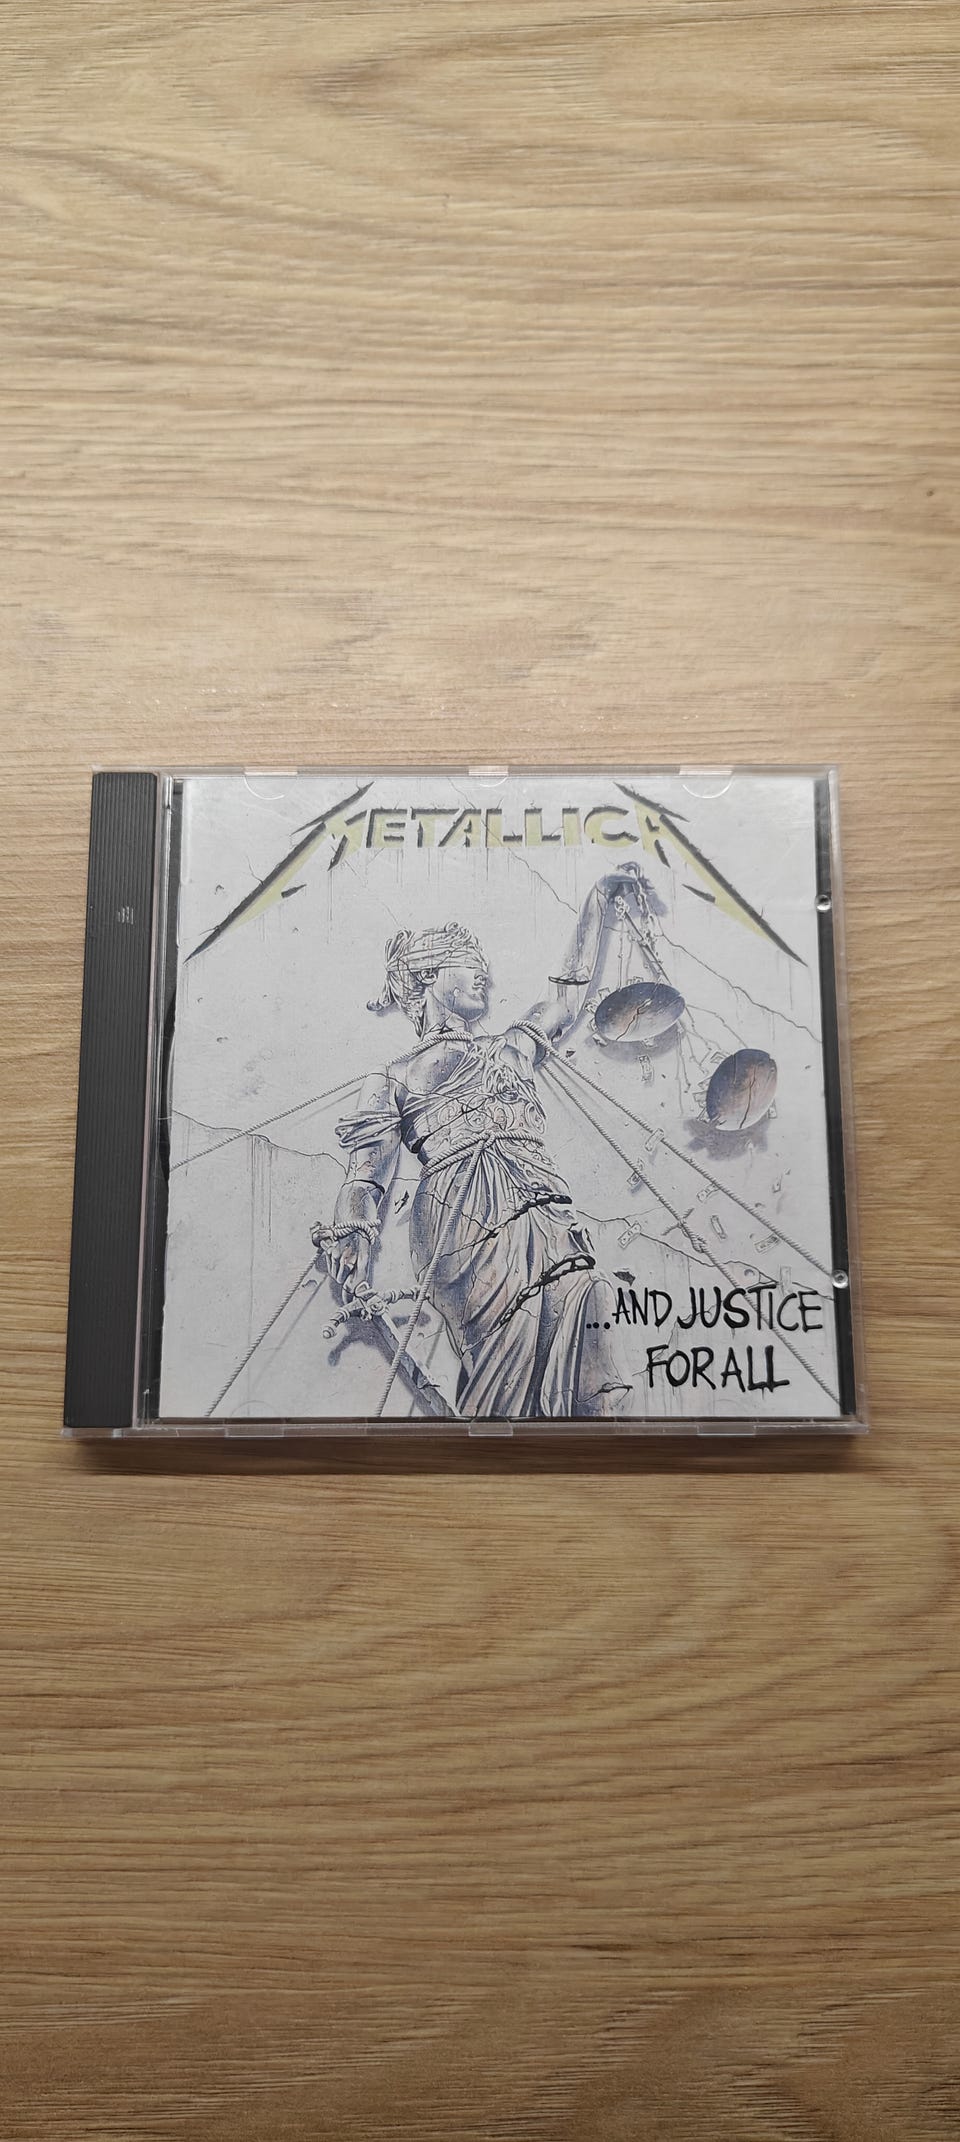 METALLICA
...AND JUSTICE
FOR ALL